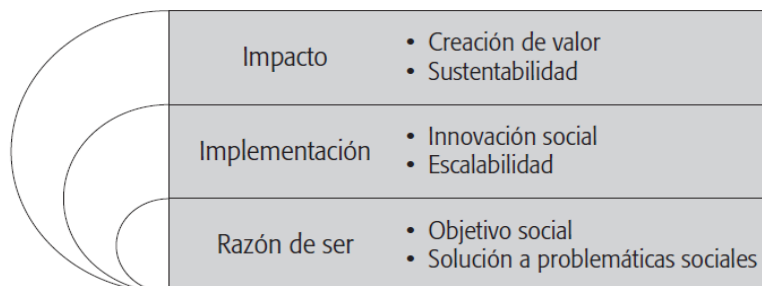 Impacto
• Creación de valor
• Sustentabilidad
Implementación
• Innovación social
• Escalabilidad
Razón de ser
• Objetivo social
• Solución a problemáticas sociales